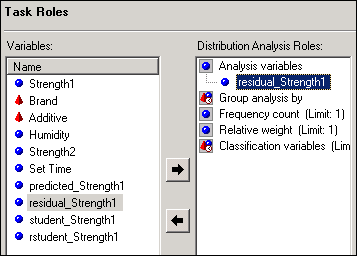 Task Roles
Variables:
Name
Strength1
Brand
Additive
Humidity
Strength2
Set Time
predicted_Strength1
residual_Strength1
student_Strength1
rstudent_Strength1
Distribution Analysis Roles:
Analysis variables
residual_Strength1
Group analysis by
Frequency count (Limit: 1)
Relative weight (Limit: 1)
Classification variables (Limit: